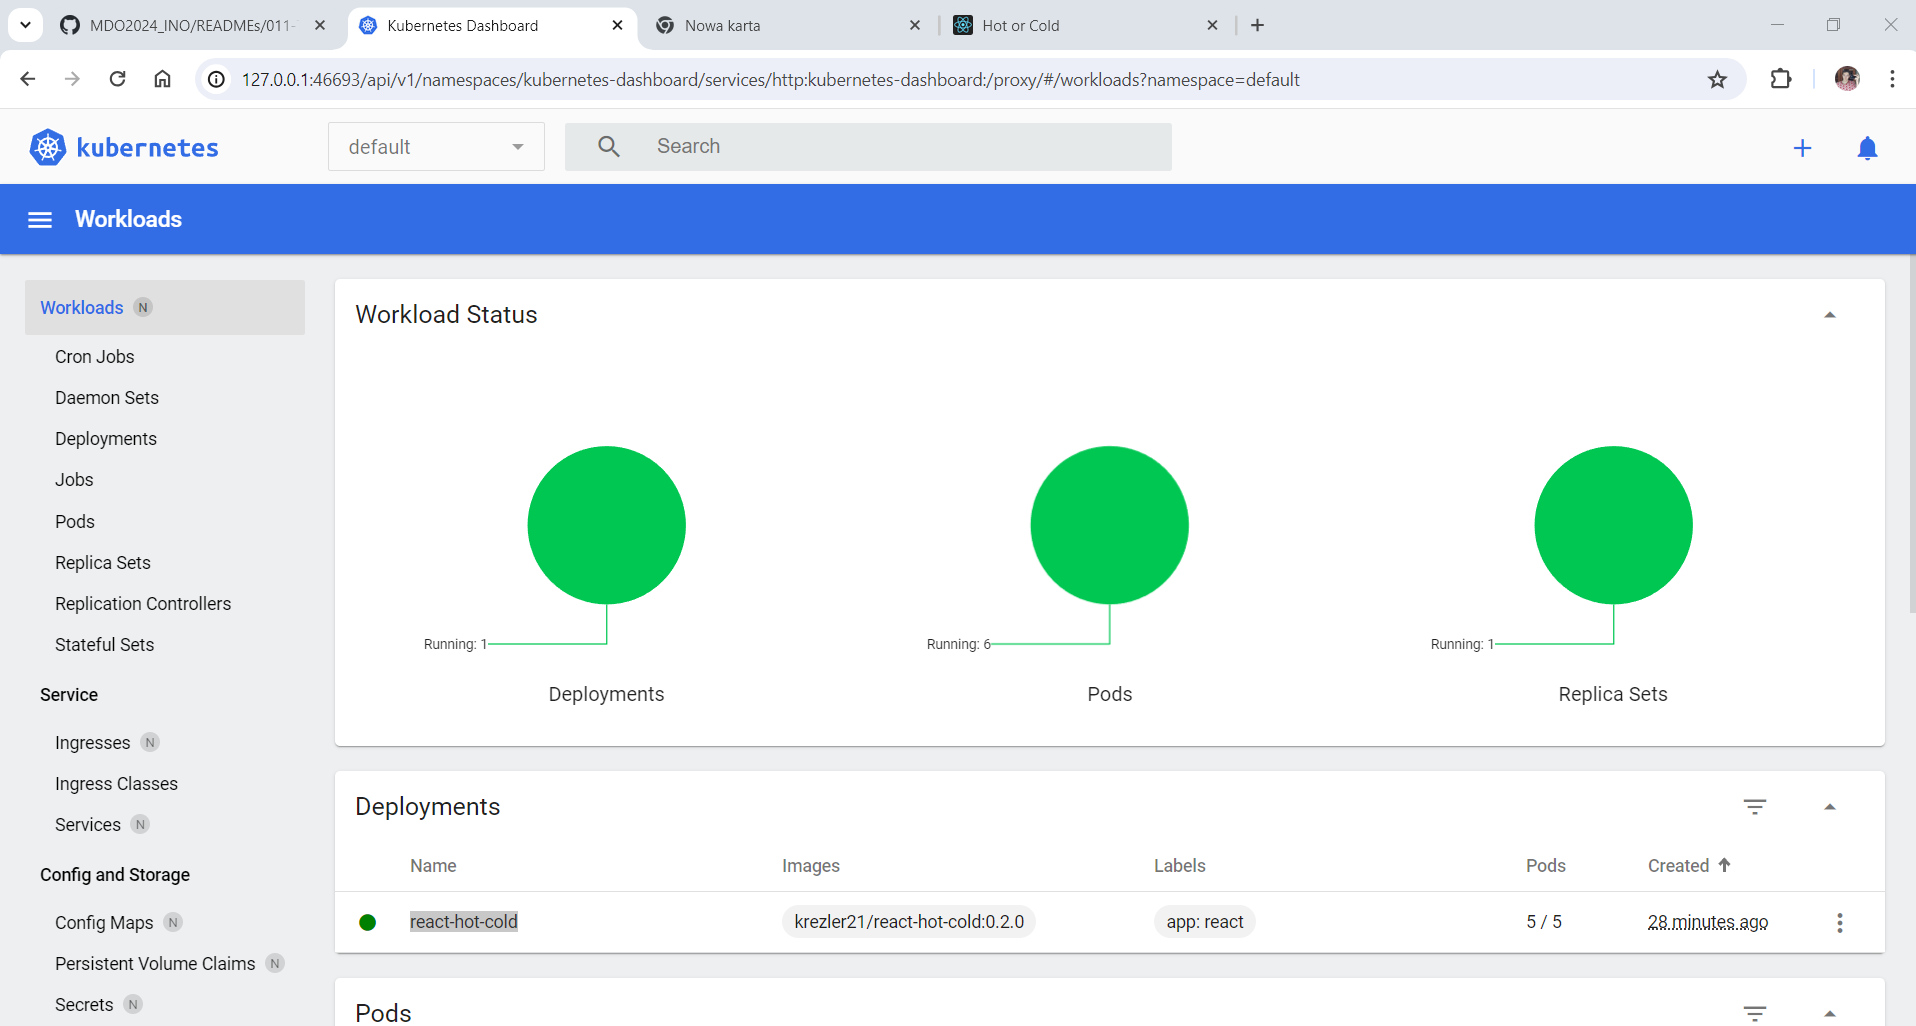 MDO2024_INO/READMEs/011-
Kubernetes Dashboard
Nowa karta
Hot or Cold
127.0.0.1:46693/api/v1/namespaces/kubernetes-dashboard/services/http:kubernetes-dashboard:/proxy/#/workloads?namespace=default
kubernetes
default
Search
Workloads
Workloads N
Cron Jobs
Daemon Sets
Deployments
Jobs
Pods
Replica Sets
Replication Controllers
Stateful Sets
Service
Ingresses N
Ingress Classes
Services N
Config and Storage
Config Maps N
Persistent Volume Claims N
Secrets N
Workload Status
Running: 1
Deployments
Running: 6
Pods
Running: 1
Replica Sets
Deployments
Name Images Labels Pods Created
react-hot-cold krezler21/react-hot-cold:0.2.0 app: react 5 / 5 28 minutes ago
Pods